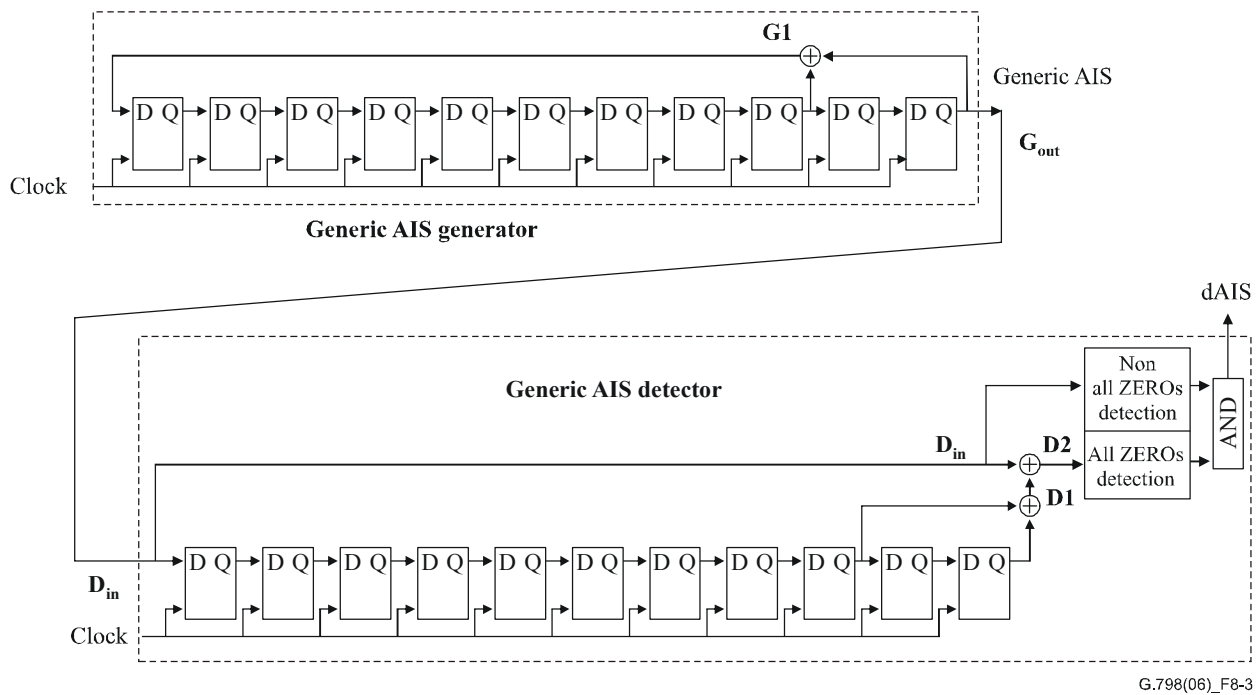 G1
Generic AIS
D Q D Q D Q D Q D Q D Q D Q D Q D Q D Q D Q
Gout
Clock
Generic AIS generator
dAIS
Generic AIS detector
Non
all ZEROs
detection
AND
Din
D2
All ZEROs
detection
D1
D Q D Q D Q D Q D Q D Q D Q D Q D Q D Q D Q
Din
Clock
G.798(06)_F8-3